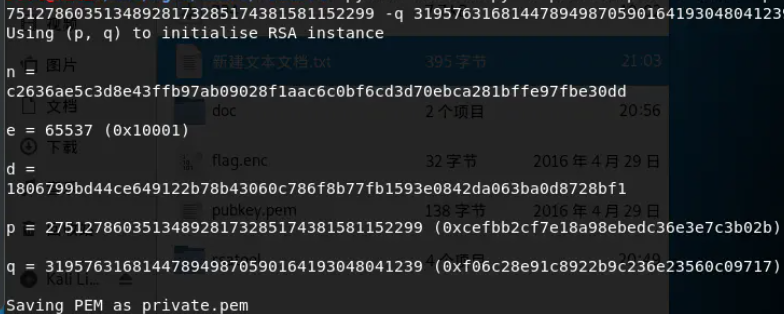 75127860351348928173285174381581152299 -q 319576316814478949870590164193048041239
Using (p, q) to initialise RSA instance
图片
新建文本文档.txt 395 字节 21:03
n =
c2636ae5c3d8e43ffb97ab09028f1aac6c0bf6cd3d70ebca281bffe97fbe30dd
文档
doc 2 个项目 20:56
e = 65537 (0x10001)
下载
flag.enc 32 字节 2016 年 4 月 29 日
d =
1806799bd44ce649122b78b43060c786f8b77fb1593e0842da063ba0d8728bf1
pubkey.pem 138 字节 2016 年 4 月 29 日
p = 275127860351348928173285174381581152299 (0xcefbb2cf7e18a98ebedc36e3e7c3b02b)
q = 319576316814478949870590164193048041239 (0xf06c28e91c8922b9c236e23560c09717)
Kali Li...
Saving PEM as private.pem